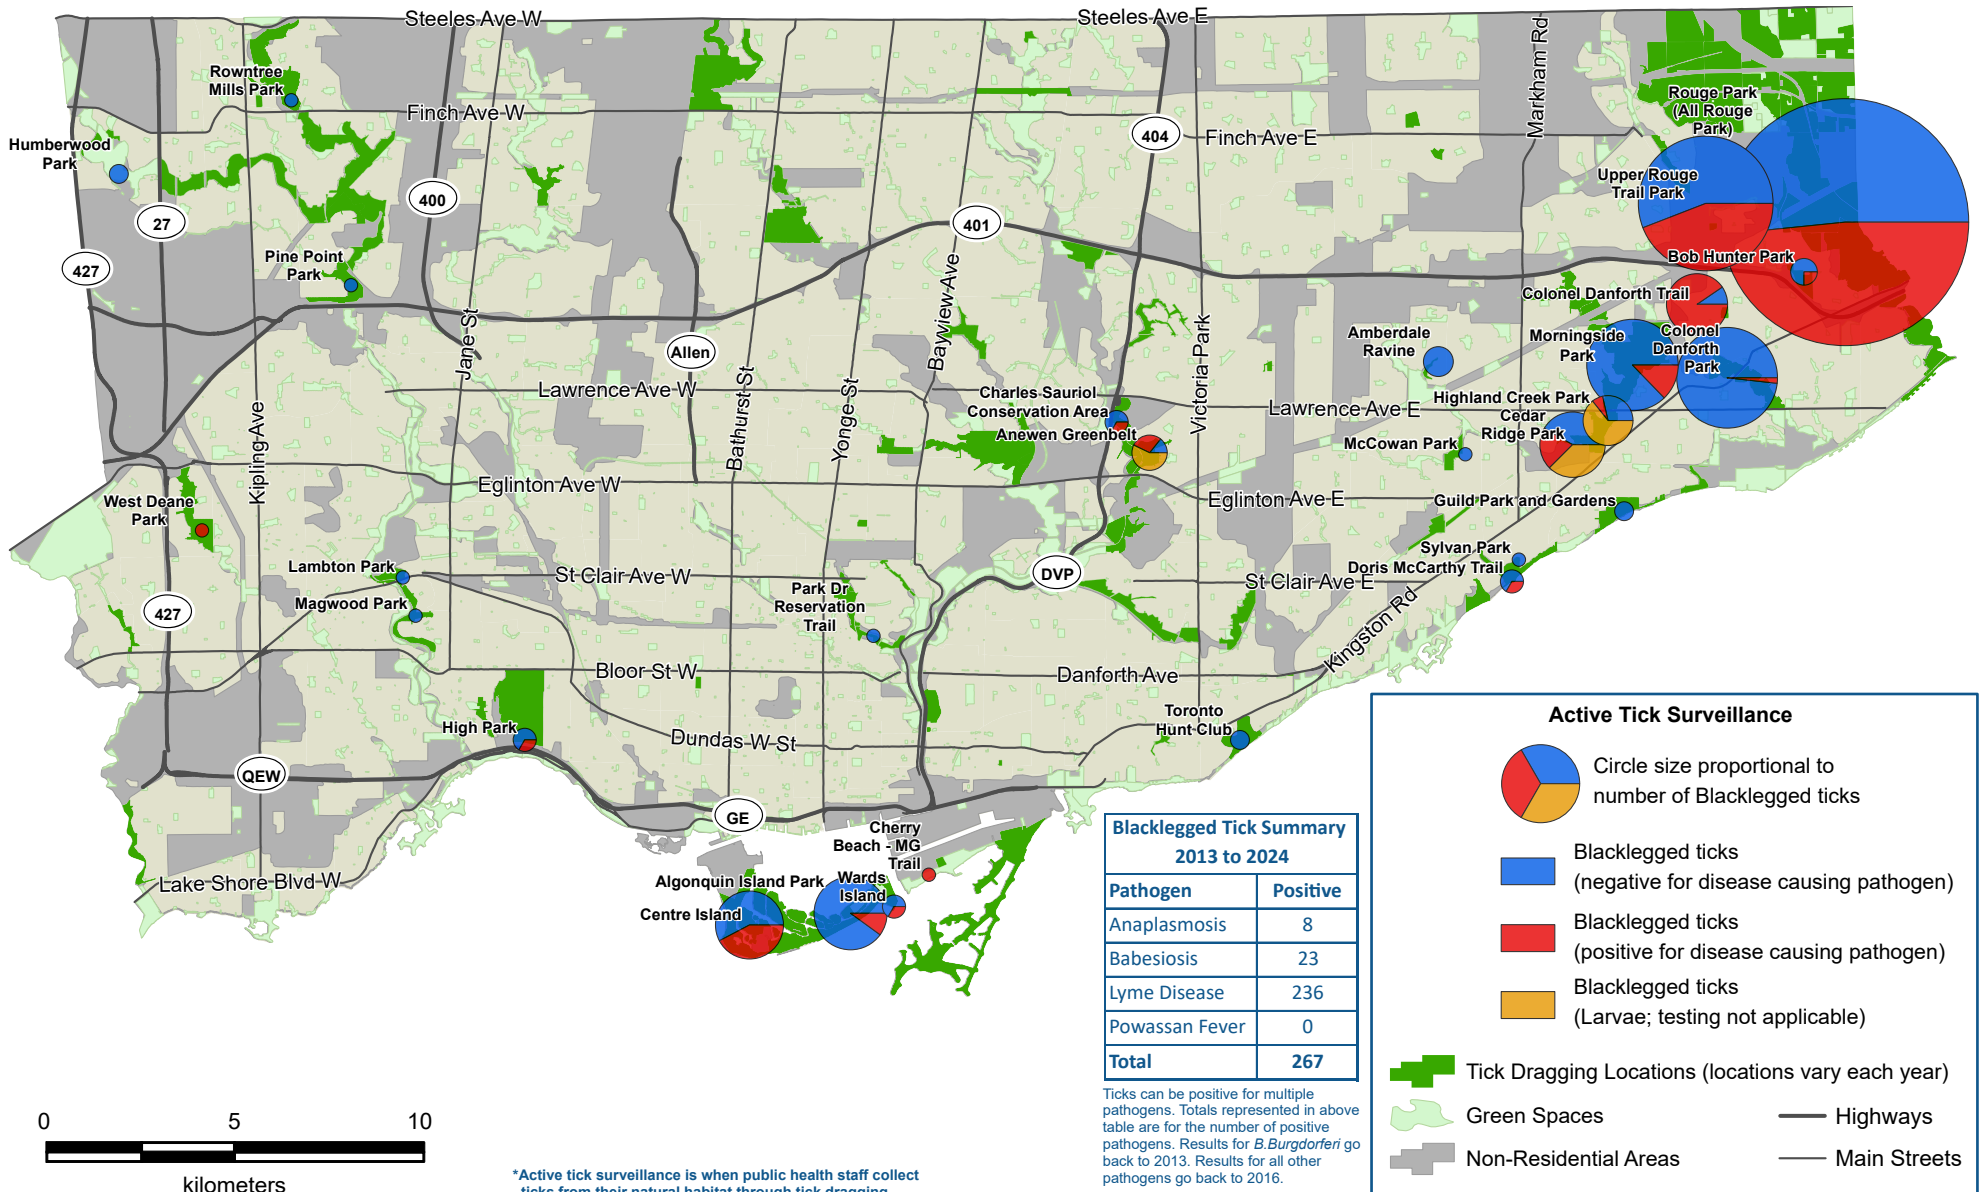 Steeles Ave W
Steeles Ave E
Markham Rd
Rowntree
Mills Park
Finch Ave W
Finch Ave E
Humberwood
Park
Rouge Park
(All Rouge
Park)
404
400
27
401
427
Upper Rouge
Trail Park
Pine Point
Park
Bob Hunter Park
Colonel Danforth Trail
Jane St
Allen
Bayview Ave
Victoria Park
Amberdale
Ravine
Morningside
Park
Colonel
Danforth
Park
Lawrence Ave W
Lawrence Ave E
Charles Sauriol
Conservation Area
Anewen Greenbelt
Highland Creek Park
Cedar
Ridge Park
McCowan Park
Kipling Ave
Bathurst St
Yonge St
Eglinton Ave W
Eglinton Ave E
Guild Park and Gardens
West Deane
Park
Sylvan Park
Doris McCarthy Trail
Lambton Park
Magwood Park
St Clair Ave W
St Clair Ave E
DVP
Park Dr
Reservation
Trail
427
Kingston Rd
Bloor St W
Danforth Ave
High Park
Dundas W St
Toronto
Hunt Club
QEW
GE
Lake Shore Blvd W
Cherry
Beach - MG
Trail
Algonquin Island Park
Wards
Island
Centre Island
Blacklegged Tick Summary
2013 to 2024
Pathogen Positive
Anaplasmosis 8
Babesiosis 23
Lyme Disease 236
Powassan Fever 0
Total 267
Ticks can be positive for multiple
pathogens. Totals represented in above
table are for the number of positive
pathogens. Results for B.Burgdorferi go
back to 2013. Results for all other
pathogens go back to 2016.
Active Tick Surveillance
Circle size proportional to
number of Blacklegged ticks
Blacklegged ticks
(negative for disease causing pathogen)
Blacklegged ticks
(positive for disease causing pathogen)
Blacklegged ticks
(Larvae; testing not applicable)
Tick Dragging Locations (locations vary each year)
Green Spaces
Highways
Non-Residential Areas
Main Streets
0 5 10
kilometers
*Active tick surveillance is when public health staff collect
ticks from their natural habitat through tick dragging